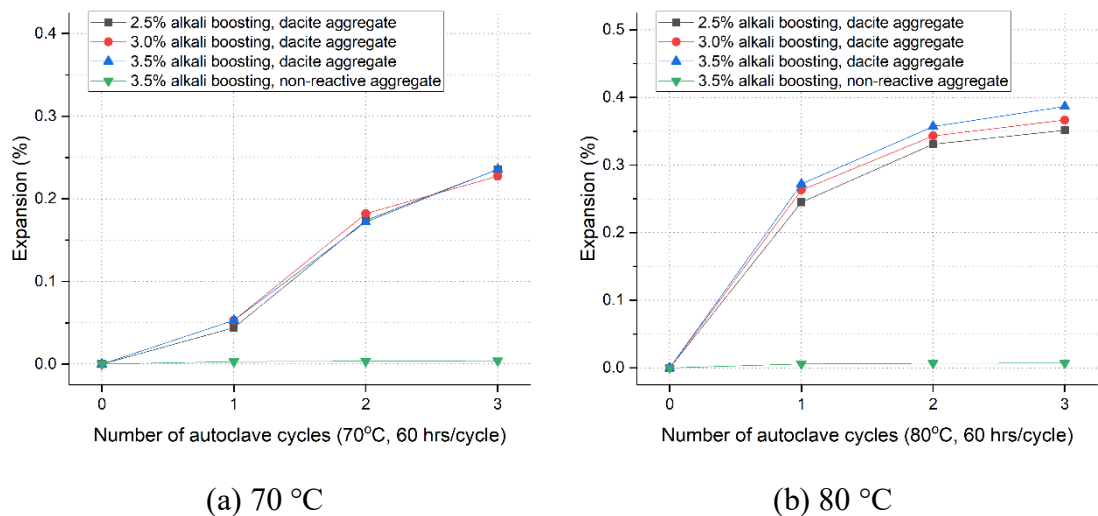 2.5% alkali boosting, dacite aggregate
3.0% alkali boosting, dacite aggregate
3.5% alkali boosting, dacite aggregate
3.5% alkali boosting, non-reactive aggregate
0.4
0.3
0.2
0.1
0.0
Expansion (%)
0 1 2 3
Number of autoclave cycles (70°C, 60 hrs/cycle)
(a) 70 °C
2.5% alkali boosting, dacite aggregate
3.0% alkali boosting, dacite aggregate
3.5% alkali boosting, dacite aggregate
3.5% alkali boosting, non-reactive aggregate
0.5
0.4
0.3
0.2
0.1
0.0
Expansion (%)
0 1 2 3
Number of autoclave cycles (80°C, 60 hrs/cycle)
(b) 80 °C